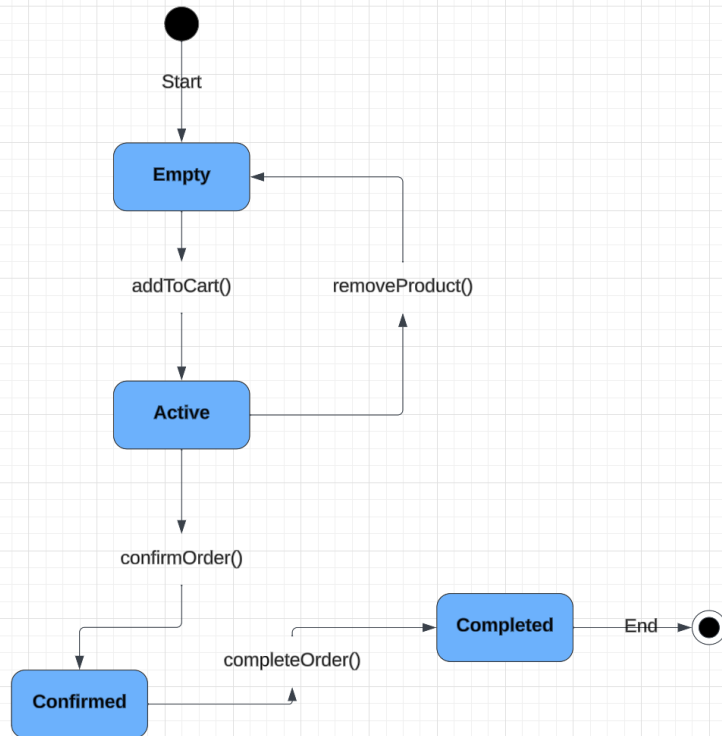 Start
Empty
addToCart()
removeProduct()
Active
confirmOrder()
Completed
End
completeOrder()
Confirmed